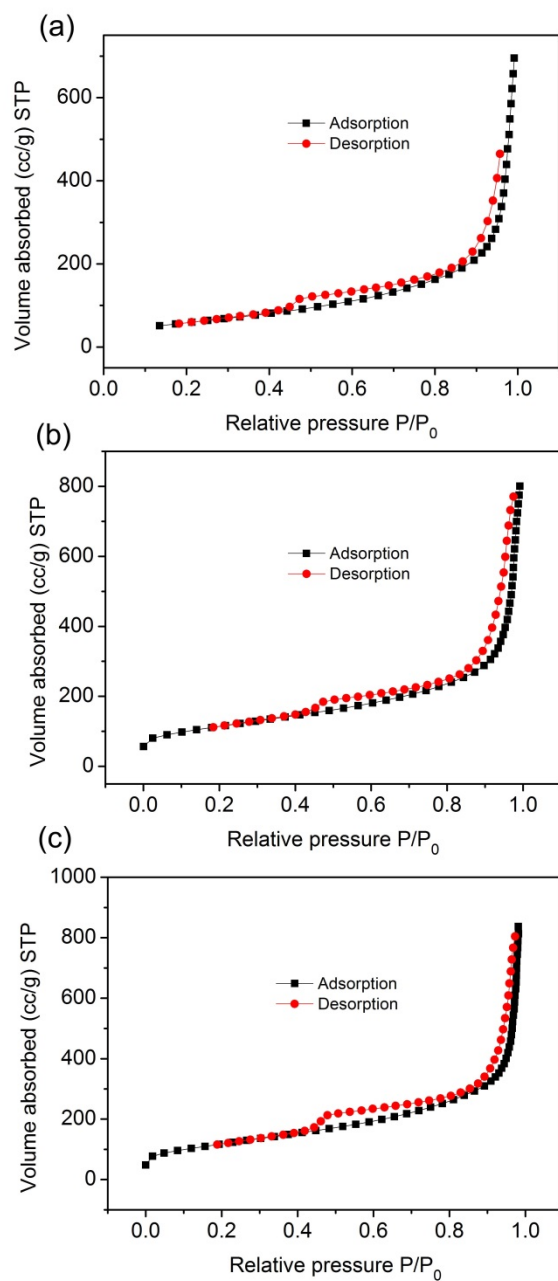 (a)
Volume absorbed (cc/g) STP
600
400
200
0
Adsorption
Desorption
0.0 0.2 0.4 0.6 0.8 1.0
Relative pressure P/P₀
(b)
Volume absorbed (cc/g) STP
800
600
400
200
0
Adsorption
Desorption
0.0 0.2 0.4 0.6 0.8 1.0
Relative pressure P/P₀
(c)
Volume absorbed (cc/g) STP
1000
800
600
400
200
0
Adsorption
Desorption
0.0 0.2 0.4 0.6 0.8 1.0
Relative pressure P/P₀